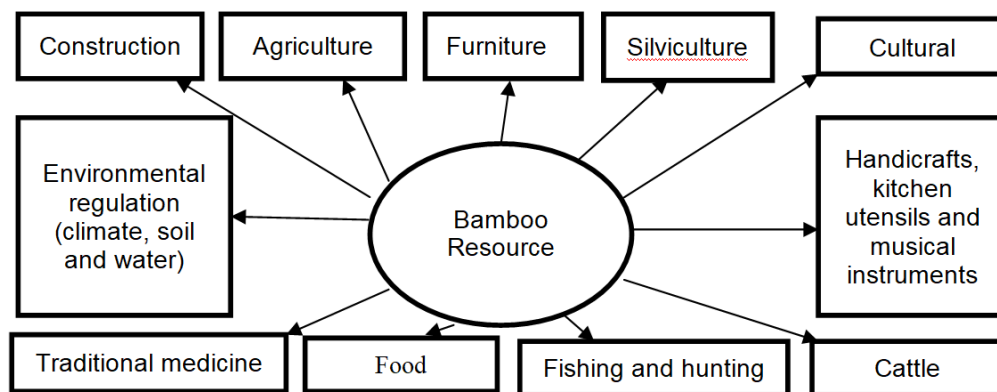 Construction
Agriculture
Furniture
Silviculture
Cultural
Environmental
regulation
(climate, soil
and water)
Bamboo
Resource
Handicrafts,
kitchen
utensils and
musical
instruments
Traditional medicine
Food
Fishing and hunting
Cattle